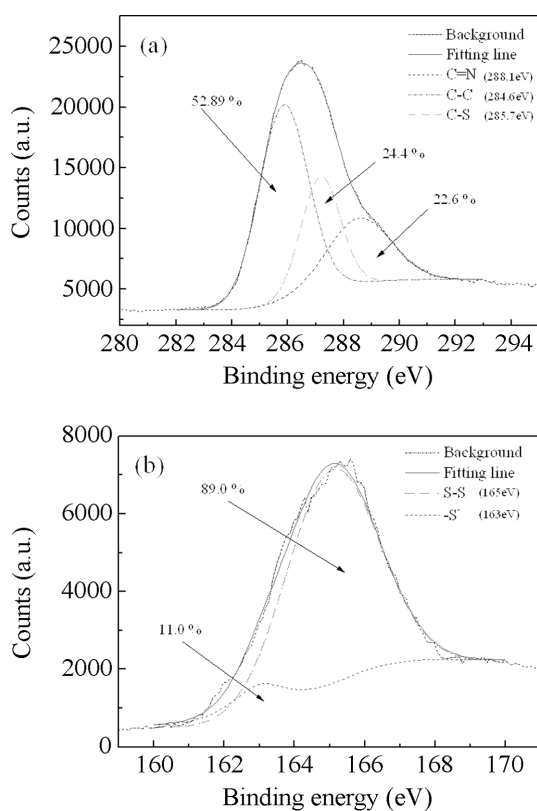 (a)
Background
Fitting line
C=N (288.1eV)
C-C (284.6eV)
C-S (285.7eV)
52.89 %
24.4 %
22.6 %
25000
20000
15000
10000
5000
Counts (a.u.)
280 282 284 286 288 290 292 294
Binding energy (eV)
(b)
Background
Fitting line
S-S (165eV)
-S- (163eV)
89.0 %
11.0 %
8000
6000
4000
2000
0
Counts (a.u.)
160 162 164 166 168 170
Binding energy (eV)